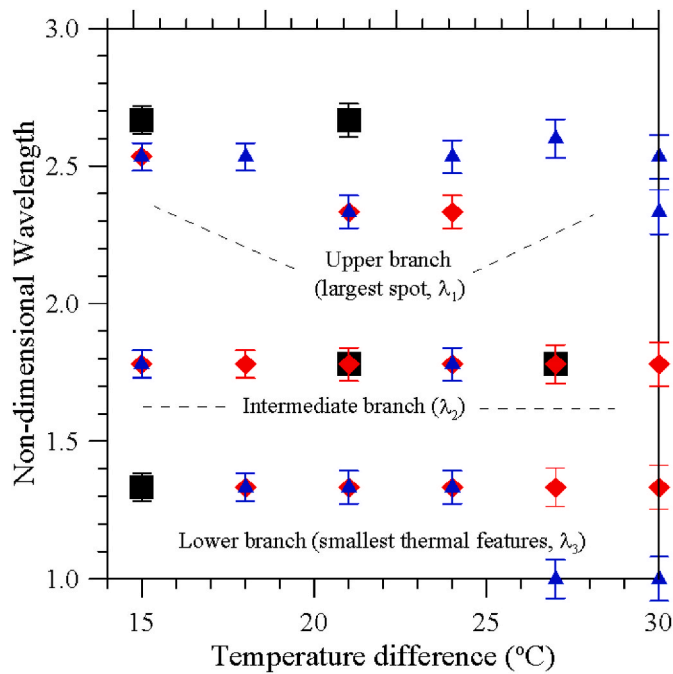 3.0
2.5
2.0
1.5
1.0
Non-dimensional Wavelength
Upper branch
(largest spot, λ₁)
Intermediate branch (λ₂)
Lower branch (smallest thermal features, λ₃)
15 20 25 30
Temperature difference (°C)